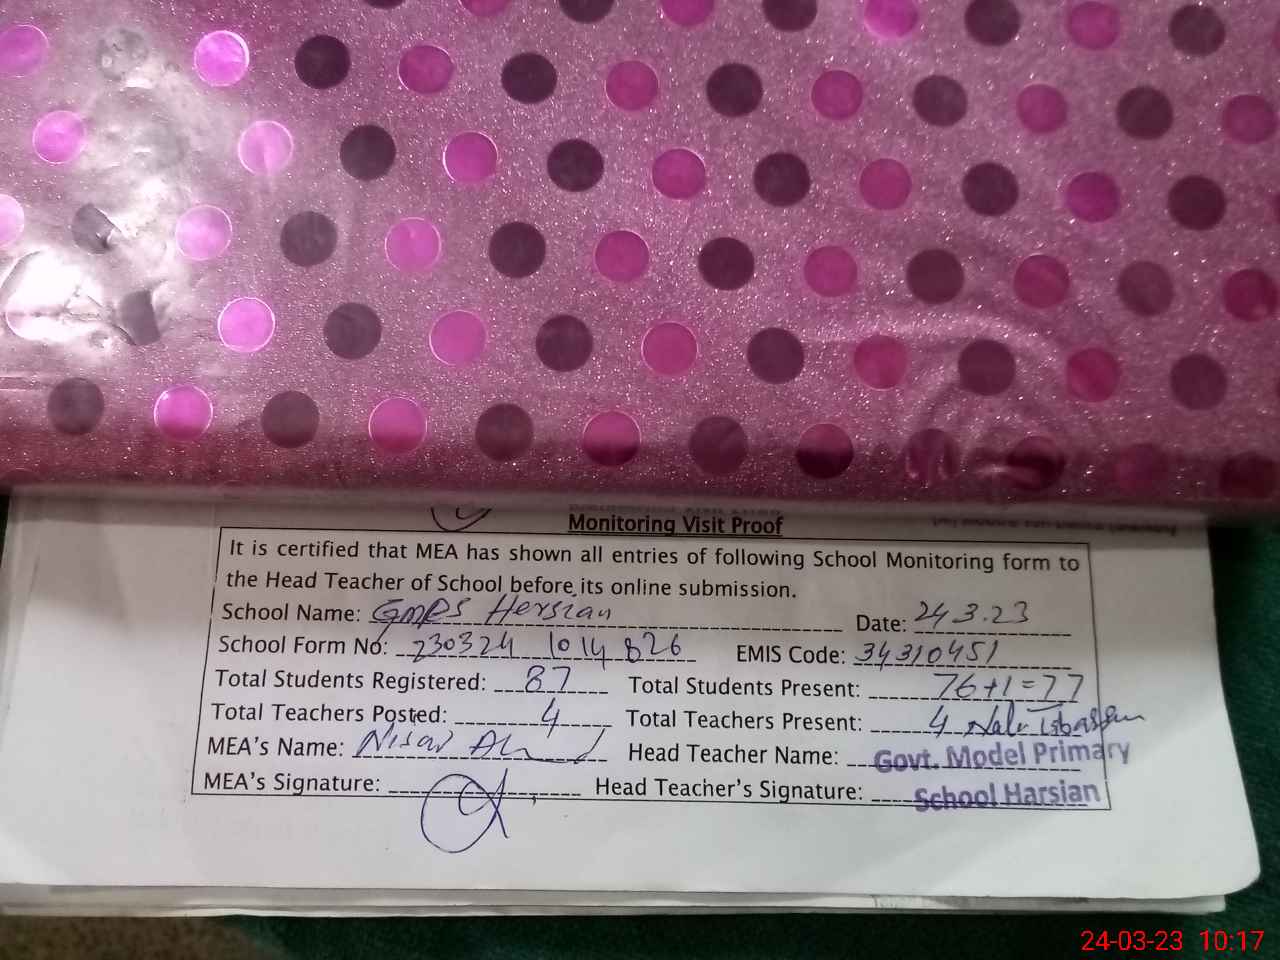 Monitoring Visit Proof
It is certified that MEA has shown all entries of following School Monitoring form to
the Head Teacher of School before its online submission.
School Name: GMPS Hersian Date: 24 3.23
School Form No: 230324 1014 826 EMIS Code: 34310451
Total Students Registered: 87 Total Students Present: 76+1=77
Total Teachers Posted: 4 Total Teachers Present: 4
MEA's Name: Nisar Head Teacher Name: Govt. Model Primary
MEA's Signature: Head Teacher's Signature: School Harsian
24-03-23 10:17